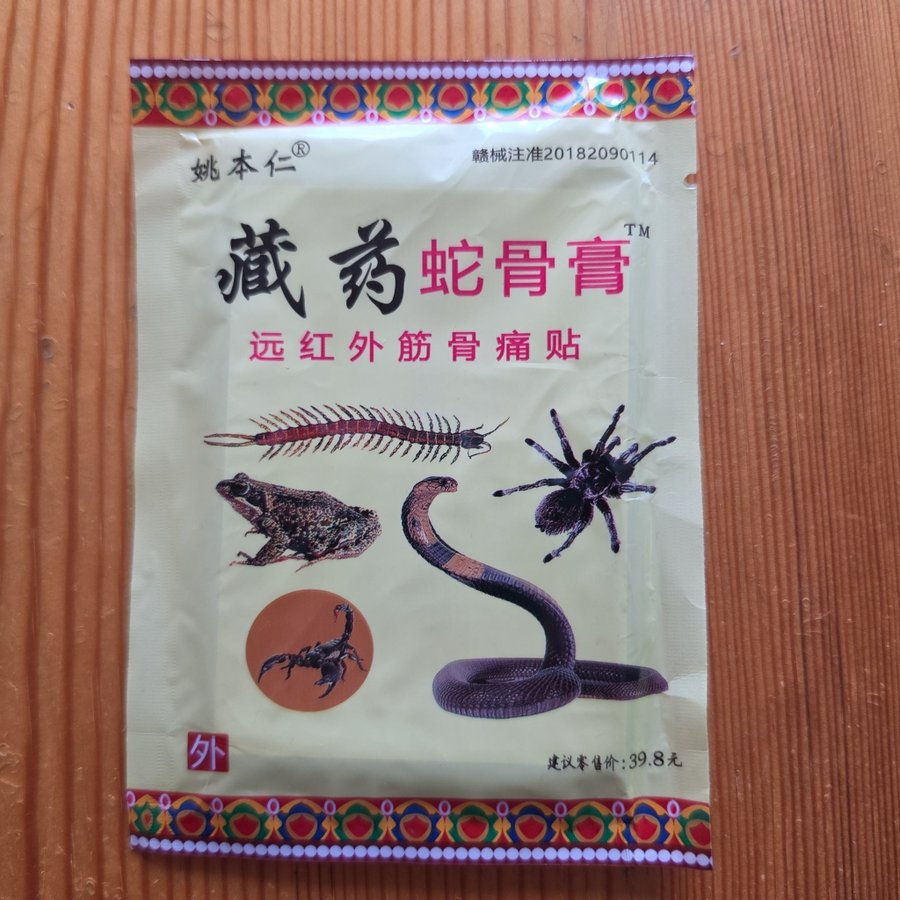 姚本仁®
赣械注准20182090114
藏药蛇骨膏TM
远红外筋骨痛贴
外
建议零售价:39.8元